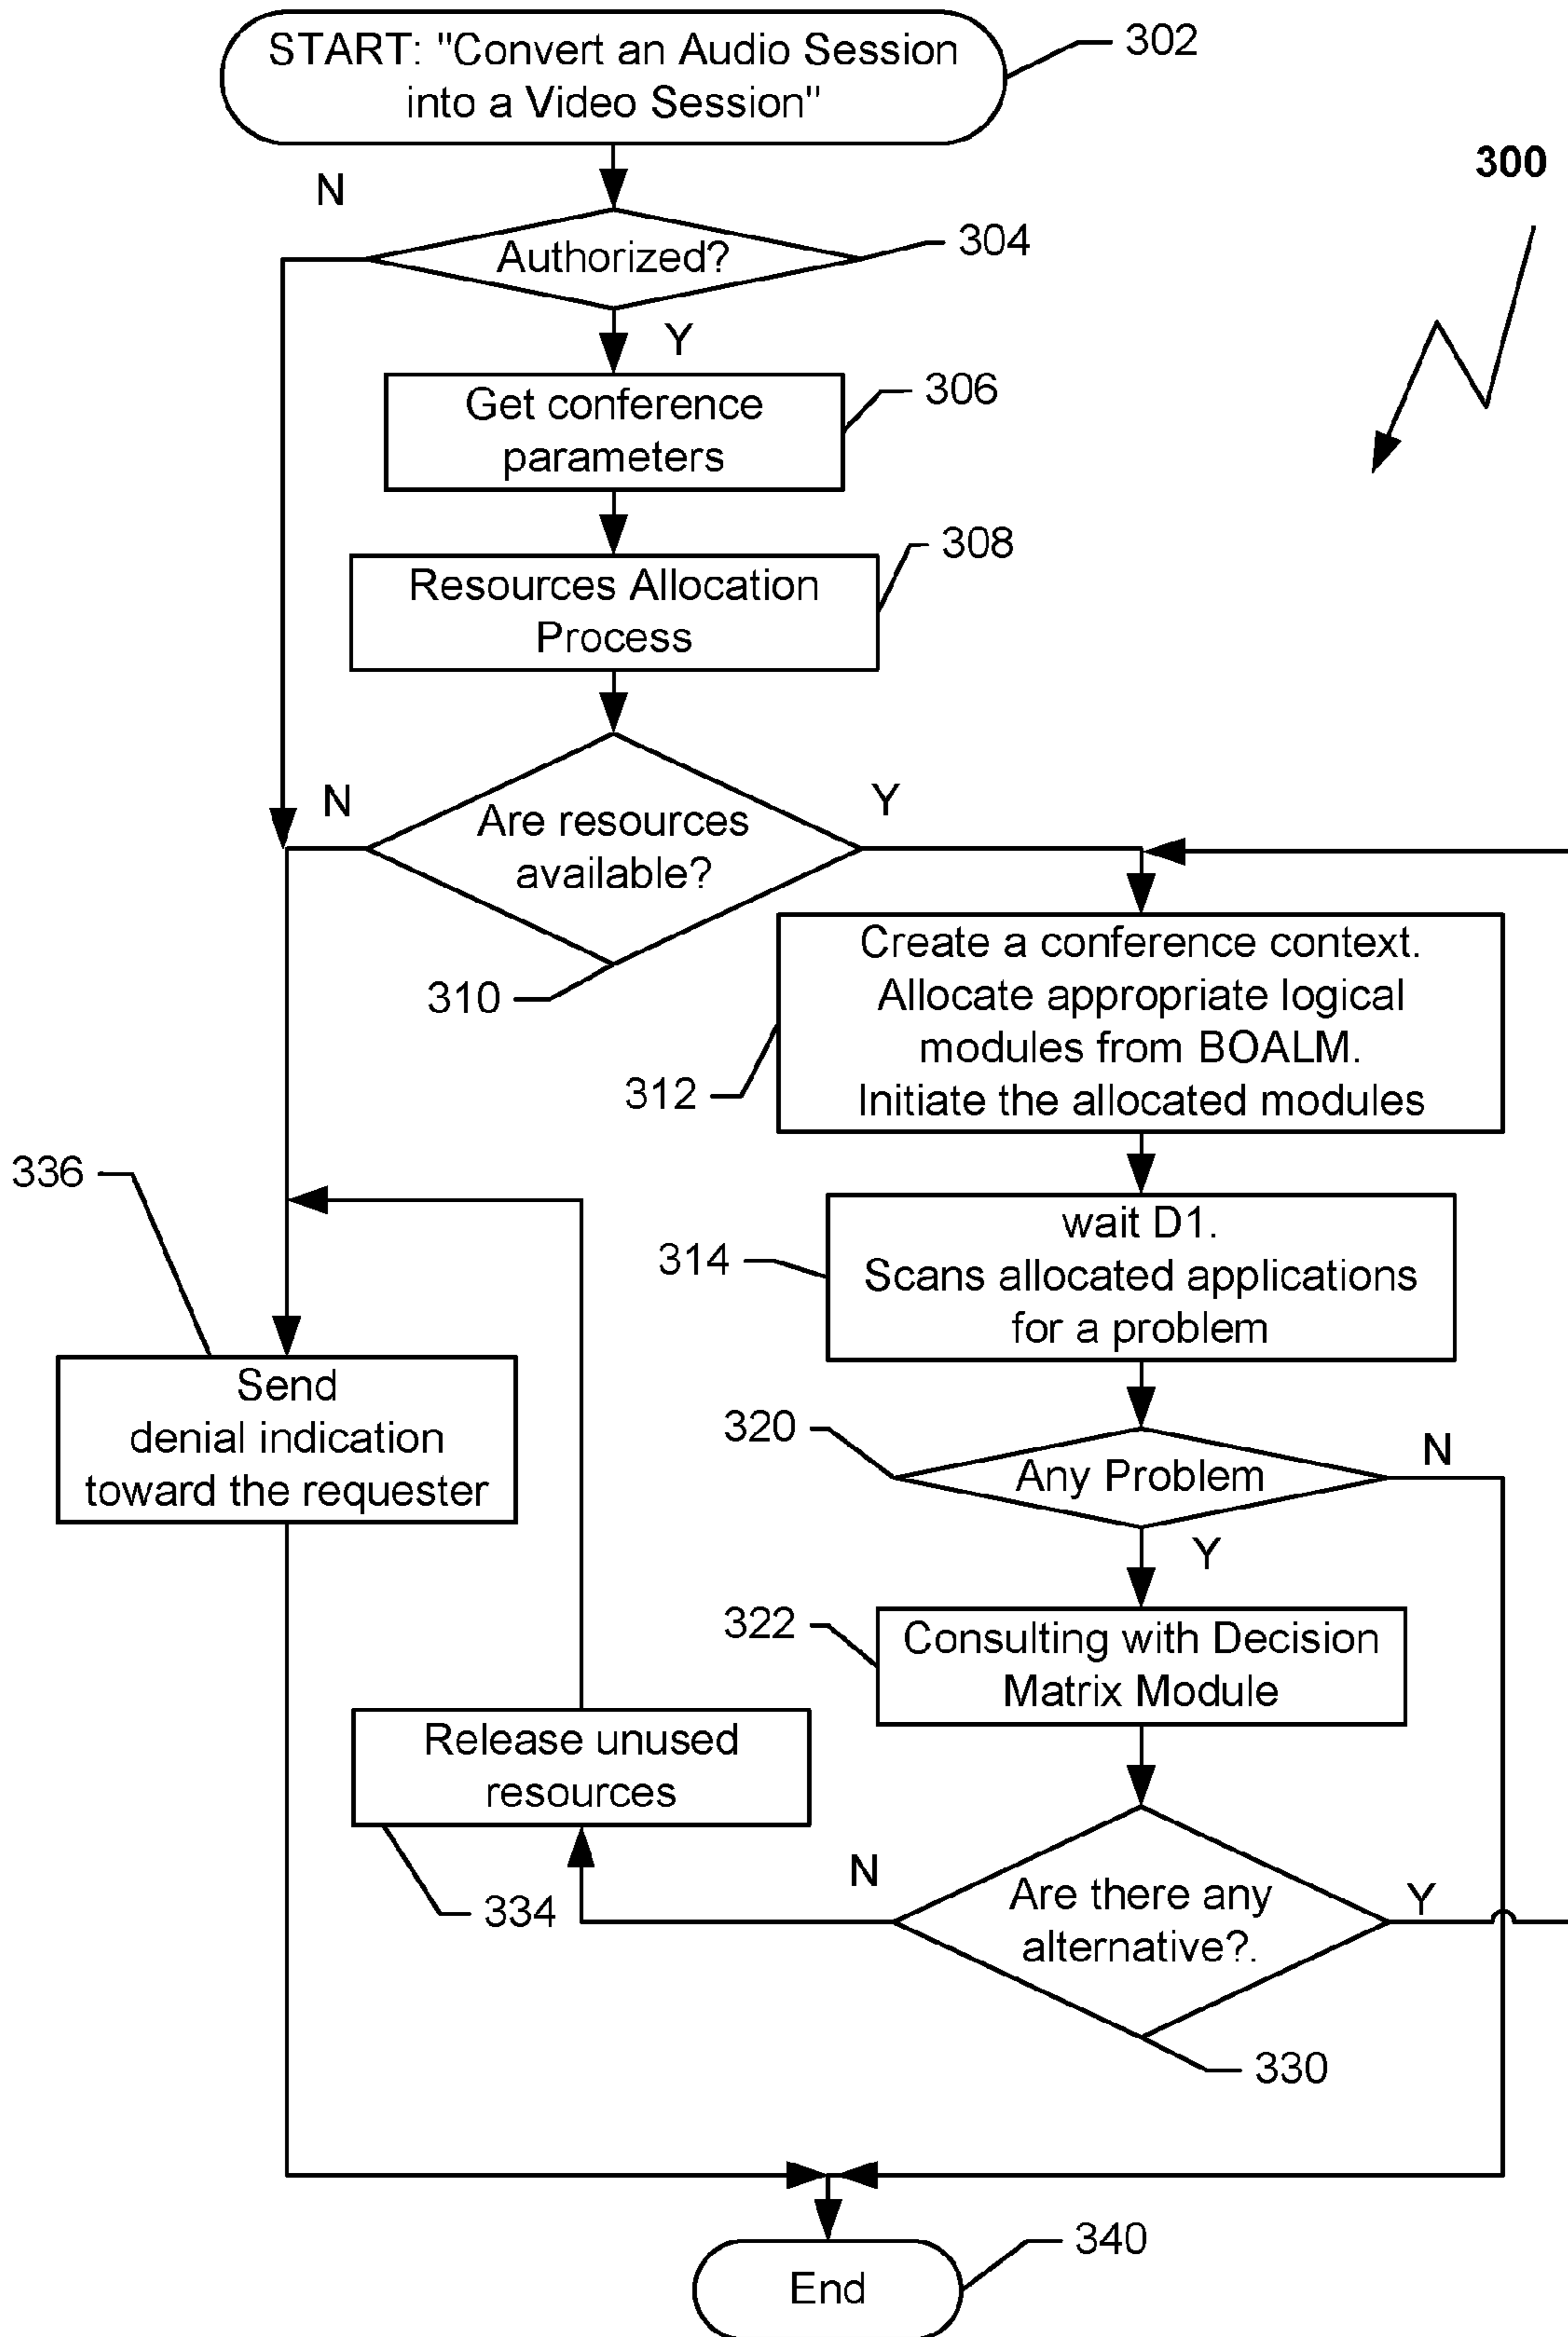 START: "Convert an Audio Session
into a Video Session"
302
300
N
Authorized?
304
Y
Get conference
parameters
306
Resources Allocation
Process
308
N
Are resources
available?
Y
310
Create a conference context.
Allocate appropriate logical
modules from BOALM.
Initiate the allocated modules
312
336
wait D1.
Scans allocated applications
for a problem
314
Send
denial indication
toward the requester
320
Any Problem
N
Y
322
Consulting with Decision
Matrix Module
Release unused
resources
334
N
Are there any
alternative?.
Y
330
340
End